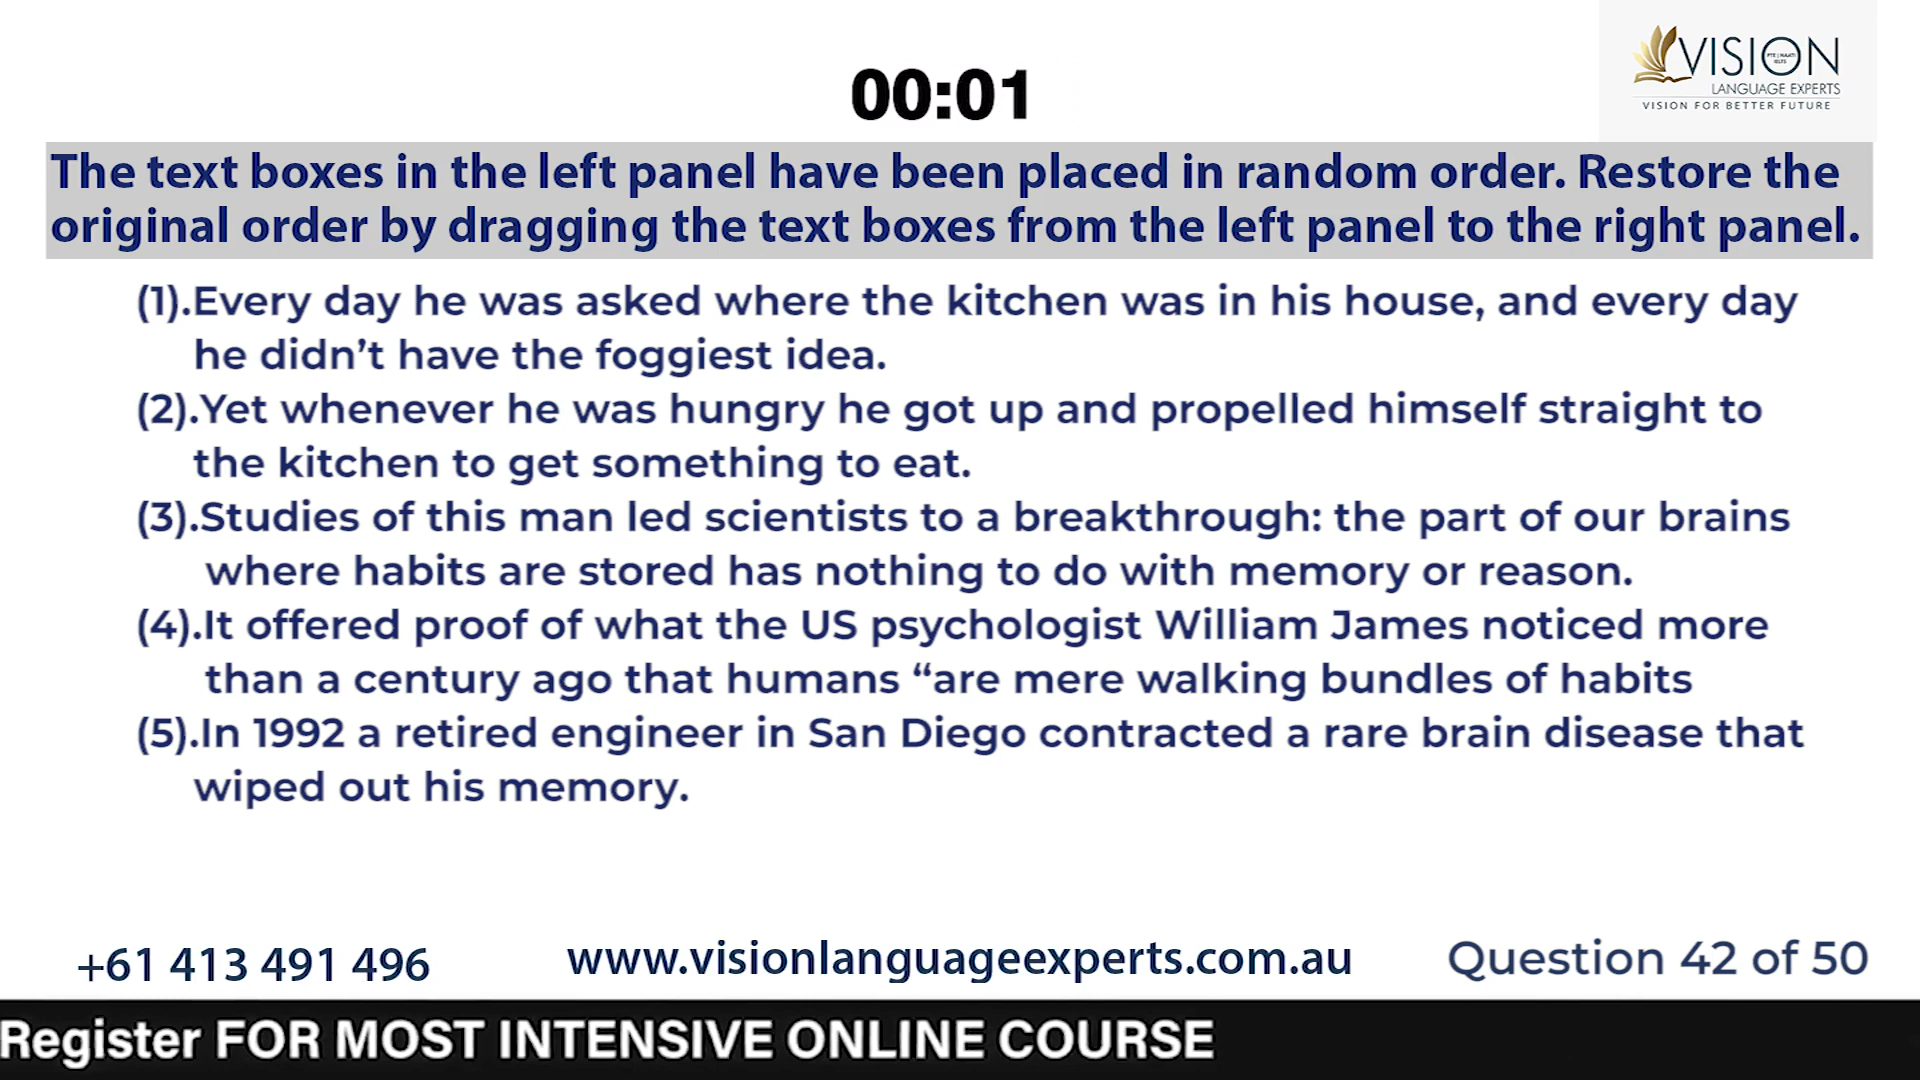 VISION
PTE | NAATI
IELTS
LANGUAGE EXPERTS
VISION FOR BETTER FUTURE
00:01
The text boxes in the left panel have been placed in random order. Restore the
original order by dragging the text boxes from the left panel to the right panel.
(1).Every day he was asked where the kitchen was in his house, and every day
he didn’t have the foggiest idea.
(2).Yet whenever he was hungry he got up and propelled himself straight to
the kitchen to get something to eat.
(3).Studies of this man led scientists to a breakthrough: the part of our brains
where habits are stored has nothing to do with memory or reason.
(4).It offered proof of what the US psychologist William James noticed more
than a century ago that humans “are mere walking bundles of habits
(5).In 1992 a retired engineer in San Diego contracted a rare brain disease that
wiped out his memory.
+61 413 491 496
www.visionlanguageexperts.com.au
Question 42 of 50
Register FOR MOST INTENSIVE ONLINE COURSE